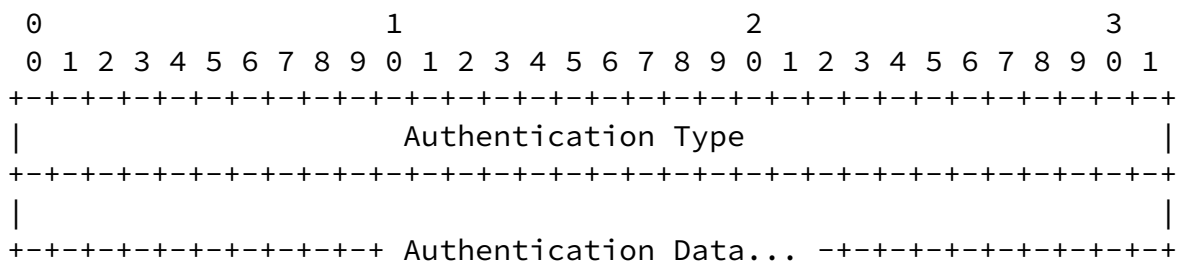 0                   1                   2                   3
 0 1 2 3 4 5 6 7 8 9 0 1 2 3 4 5 6 7 8 9 0 1 2 3 4 5 6 7 8 9 0 1
+-+-+-+-+-+-+-+-+-+-+-+-+-+-+-+-+-+-+-+-+-+-+-+-+-+-+-+-+-+-+-+-+
|                     Authentication Type                       |
+-+-+-+-+-+-+-+-+-+-+-+-+-+-+-+-+-+-+-+-+-+-+-+-+-+-+-+-+-+-+-+-+
|                                                               |
+-+-+-+-+-+-+-+-+-+-+ Authentication Data... -+-+-+-+-+-+-+-+-+-+